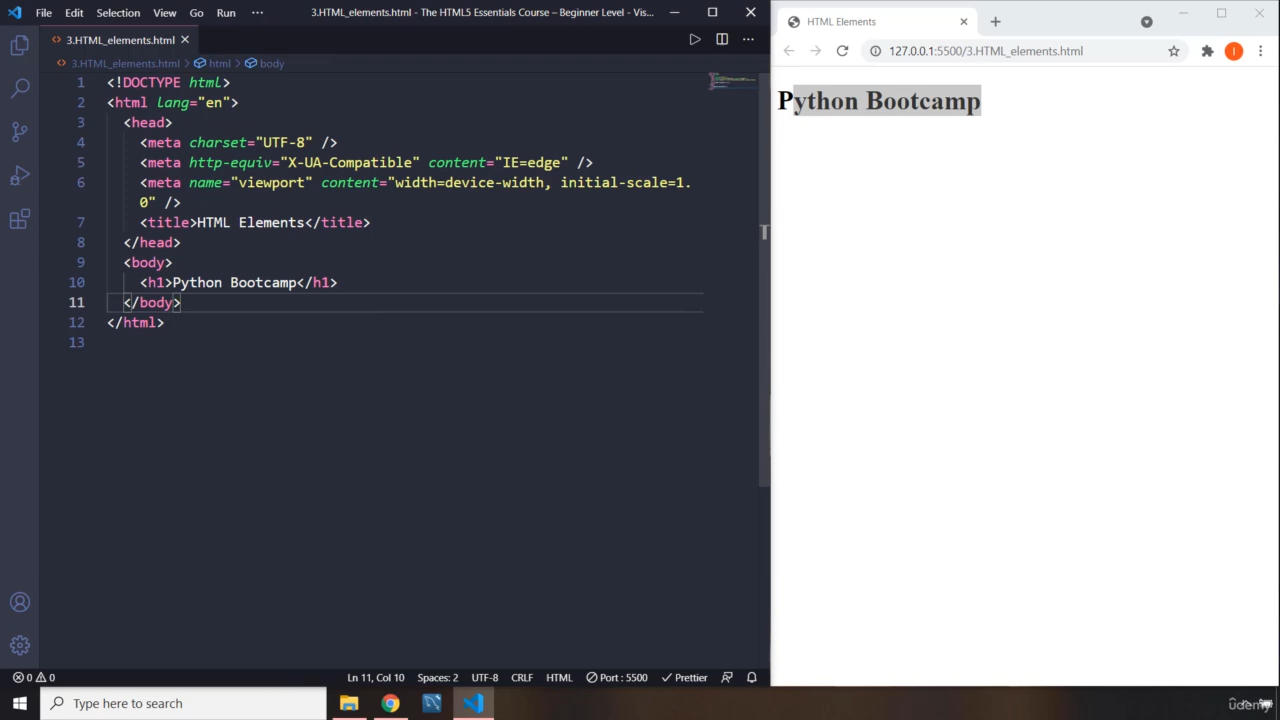 File Edit Selection View Go Run ··· 3.HTML_elements.html - The HTML5 Essentials Course – Beginner Level - Vis...
3.HTML_elements.html
3.HTML_elements.html > html > body
1 <!DOCTYPE html>
2 <html lang="en">
3 <head>
4 <meta charset="UTF-8" />
5 <meta http-equiv="X-UA-Compatible" content="IE=edge" />
6 <meta name="viewport" content="width=device-width, initial-scale=1.
0" />
7 <title>HTML Elements</title>
8 </head>
9 <body>
10 <h1>Python Bootcamp</h1>
11 </body>
12 </html>
13
0 0 Ln 11, Col 10 Spaces: 2 UTF-8 CRLF HTML Port : 5500 Prettier
HTML Elements
127.0.0.1:5500/3.HTML_elements.html
I
Python Bootcamp
T
Type here to search
udemy